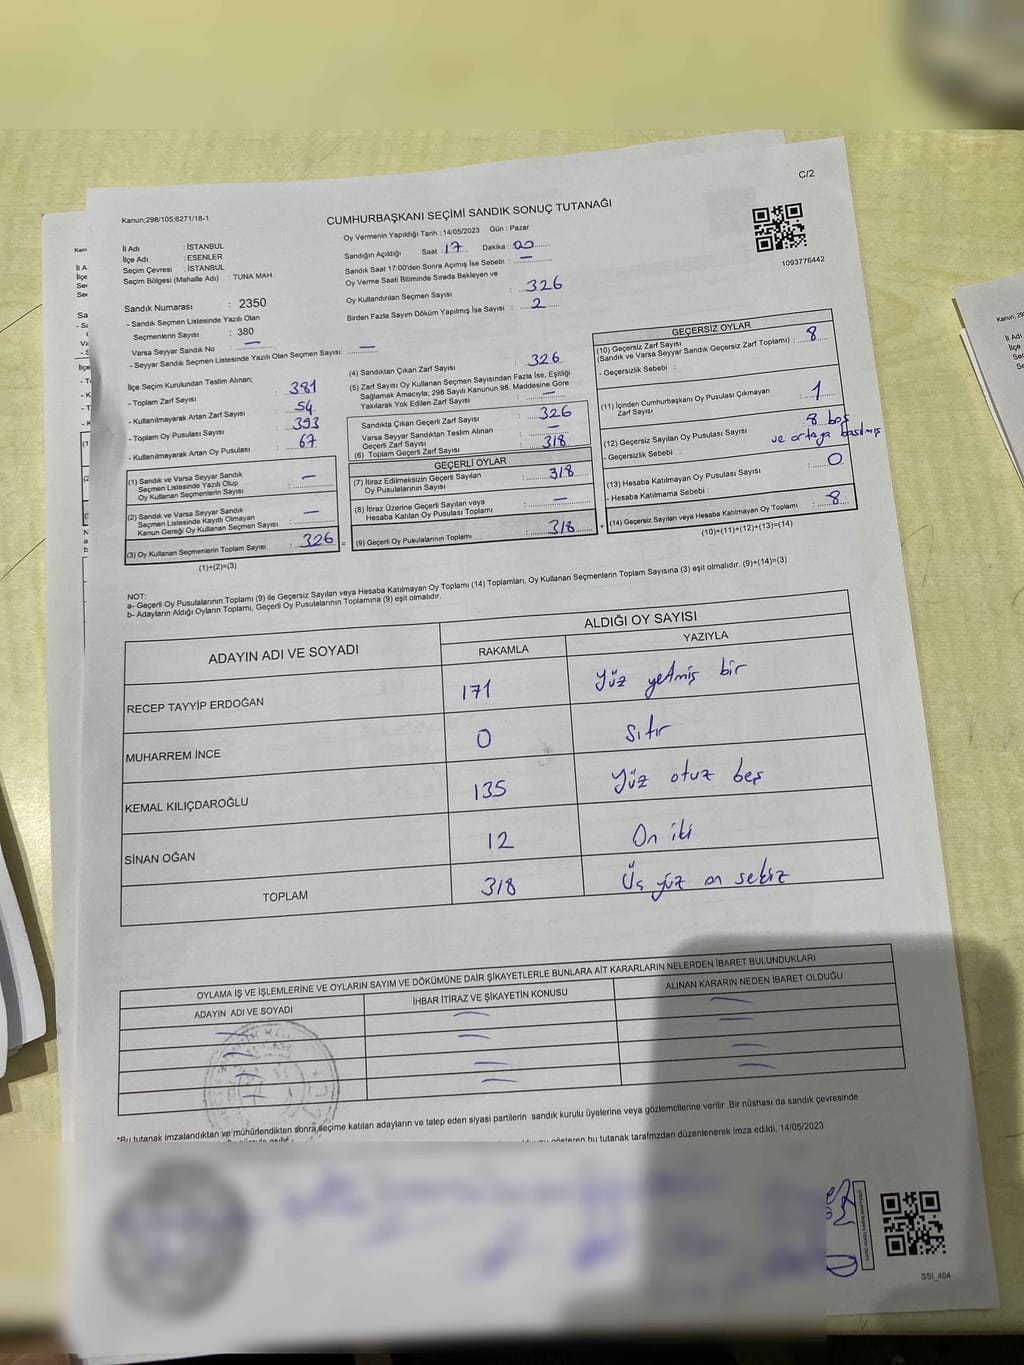 C/2
Kanun;298/105;6271/18-1
CUMHURBAŞKANI SEÇİMİ SANDIK SONUÇ TUTANAĞI
1093776442
İl Adı : İSTANBUL
İlçe Adı : ESENLER
Seçim Çevresi : İSTANBUL
Seçim Bölgesi (Mahalle Adı) : TUNA MAH.
Sandık Numarası : 2350
- Sandık Seçmen Listesinde Yazılı Olan
Seçmenlerin Sayısı : 380
Varsa Seyyar Sandık No : —
- Seyyar Sandık Seçmen Listesinde Yazılı Olan Seçmen Sayısı: —
İlçe Seçim Kurulundan Teslim Alınan;
- Toplam Zarf Sayısı : 381
- Kullanılmayarak Artan Zarf Sayısı : 54
- Toplam Oy Pusulası Sayısı : 393
- Kullanılmayarak Artan Oy Pusulası : 67
(1) Sandık ve Varsa Seyyar Sandık
Seçmen Listesinde Yazılı Olup
Oy Kullanan Seçmenlerin Sayısı : —
(2) Sandık ve Varsa Seyyar Sandık
Seçmen Listesinde Kayıtlı Olmayan
Kanun Gereği Oy Kullanan Seçmen Sayısı : —
(3) Oy Kullanan Seçmenlerin Toplam Sayısı : 326
(1)+(2)=(3)
Oy Vermenin Yapıldığı Tarih : 14/05/2023 Gün : Pazar
Sandığın Açıldığı Saat : 17 Dakika : 00
Sandık Saat 17:00'den Sonra Açımış İse Sebebi : —
Oy Verme Saati Bitiminde Sırada Bekleyen ve
Oy Kullandırılan Seçmen Sayısı : 326
Birden Fazla Sayım Döküm Yapılmış İse Sayısı : 2
(4) Sandıktan Çıkan Zarf Sayısı : 326
(5) Zarf Sayısı Oy Kullanan Seçmen Sayısından Fazla İse, Eşitliği
Sağlamak Amacıyla; 298 Sayılı Kanunun 98. Maddesine Göre
Yakılarak Yok Edilen Zarf Sayısı : —
Sandıkta Çıkan Geçerli Zarf Sayısı : 326
Varsa Seyyar Sandıktan Teslim Alınan
Geçerli Zarf Sayısı : —
(6) Toplam Geçerli Zarf Sayısı : 318
GEÇERLİ OYLAR
(7) İtiraz Edilmeksizin Geçerli Sayılan
Oy Pusulalarının Sayısı : 318
(8) İtiraz Üzerine Geçerli Sayılan veya
Hesaba Katılan Oy Pusulası Toplamı : —
= (9) Geçerli Oy Pusulalarının Toplamı : 318
GEÇERSİZ OYLAR
(10) Geçersiz Zarf Sayısı
(Sandık ve Varsa Seyyar Sandık Geçersiz Zarf Toplamı) : 8
- Geçersizlik Sebebi :
(11) İçinden Cumhurbaşkanı Oy Pusulası Çıkmayan
Zarf Sayısı : 1
(12) Geçersiz Sayılan Oy Pusulası Sayısı : 8 boş
- Geçersizlik Sebebi : ve ortaya basılmış
(13) Hesaba Katılmayan Oy Pusulası Sayısı : 0
- Hesaba Katılmama Sebebi :
+ (14) Geçersiz Sayılan veya Hesaba Katılmayan Oy Toplamı : 8
(10)+(11)+(12)+(13)=(14)
NOT:
a- Geçerli Oy Pusulalarının Toplamı (9) ile Geçersiz Sayılan veya Hesaba Katılmayan Oy Toplamı (14) Toplamları, Oy Kullanan Seçmenlerin Toplam Sayısına (3) eşit olmalıdır. (9)+(14)=(3)
b- Adayların Aldığı Oyların Toplamı, Geçerli Oy Pusulalarının Toplamına (9) eşit olmalıdır.
ADAYIN ADI VE SOYADI ALDIĞI OY SAYISI
RAKAMLA YAZIYLA
RECEP TAYYİP ERDOĞAN 171 Yüz yetmiş bir
MUHARREM İNCE 0 Sıfır
KEMAL KILIÇDAROĞLU 135 Yüz otuz beş
SİNAN OĞAN 12 On iki
TOPLAM 318 Üç yüz on sekiz
OYLAMA İŞ VE İŞLEMLERİNE VE OYLARIN SAYIM VE DÖKÜMÜNE DAİR ŞİKAYETLERLE BUNLARA AİT KARARLARIN NELERDEN İBARET BULUNDUKLARI
ADAYIN ADI VE SOYADI İHBAR İTİRAZ VE ŞİKAYETİN KONUSU ALINAN KARARIN NEDEN İBARET OLDUĞU
*Bu tutanak imzalandıktan ve mühürlendikten sonra seçime katılan adayların ve talep eden siyasi partilerin sandık kurulu üyelerine veya gözlemcilerine verilir .Bir nüshası da sandık çevresinde
gösteren bu tutanak tarafımzdan düzenlenerek imza edildi, 14/05/2023
SSI_404